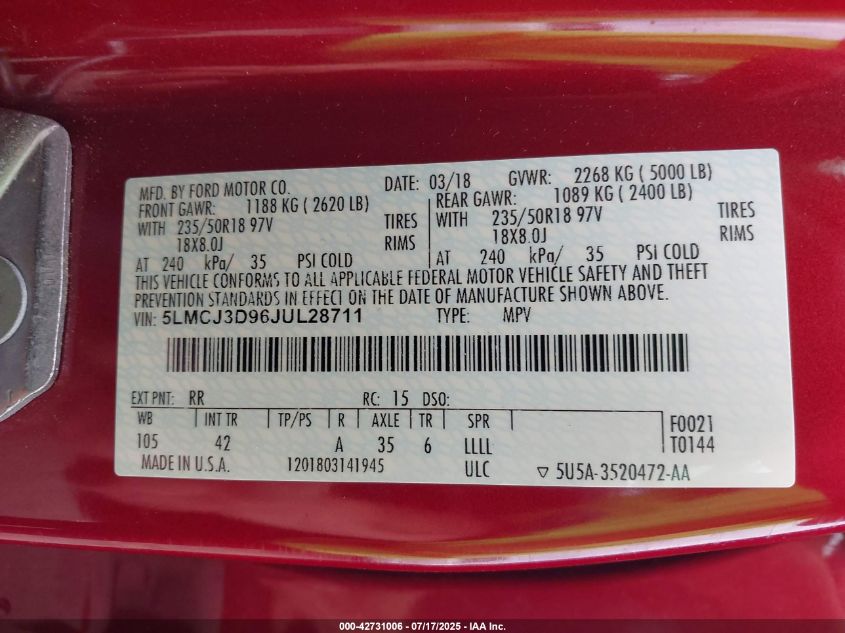 MFD. BY FORD MOTOR CO. DATE: 03/18 GVWR: 2268 KG ( 5000 LB)
FRONT GAWR: 1188 KG ( 2620 LB) REAR GAWR: 1089 KG ( 2400 LB)
WITH 235/50R18 97V TIRES WITH 235/50R18 97V TIRES
18X8.0J RIMS 18X8.0J RIMS
AT 240 kPa/ 35 PSI COLD AT 240 kPa/ 35 PSI COLD
THIS VEHICLE CONFORMS TO ALL APPLICABLE FEDERAL MOTOR VEHICLE SAFETY AND THEFT
PREVENTION STANDARDS IN EFFECT ON THE DATE OF MANUFACTURE SHOWN ABOVE.
VIN: 5LMCJ3D96JUL28711 TYPE: MPV
EXT PNT: RR RC: 15 DSO:
WB INT TR TP/PS R AXLE TR SPR F0021
105 42 A 35 6 LLLL T0144
MADE IN U.S.A. 1201803141945 ULC ▽ 5U5A-3520472-AA
000-42731006 / 07/17/2025 - IAA Inc.